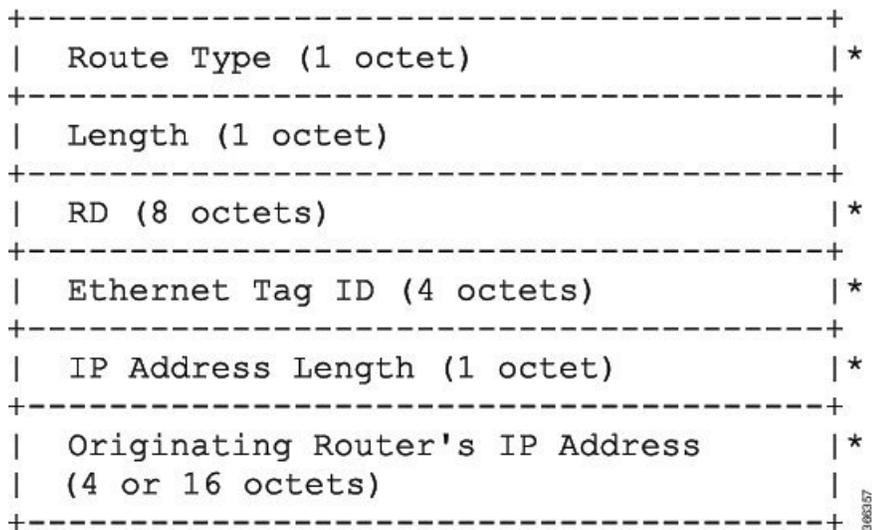 +-------------------------------------------+
| Route Type (1 octet) |*
+-------------------------------------------+
| Length (1 octet) |
+-------------------------------------------+
| RD (8 octets) |*
+-------------------------------------------+
| Ethernet Tag ID (4 octets) |*
+-------------------------------------------+
| IP Address Length (1 octet) |*
+-------------------------------------------+
| Originating Router's IP Address |*
| (4 or 16 octets) |
+-------------------------------------------+
366357